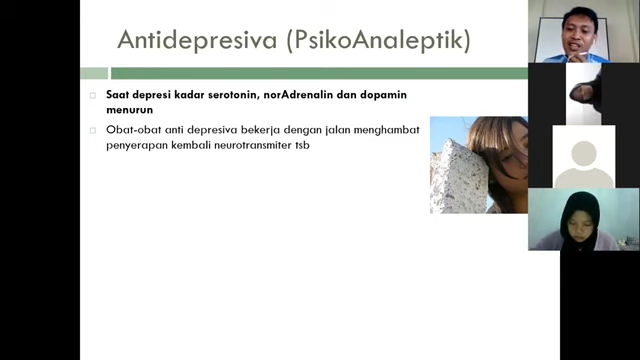 Antidepresiva (PsikoAnaleptik)
Saat depresi kadar serotonin, norAdrenalin dan dopamin
menurun
Obat-obat anti depresiva bekerja dengan jalan menghambat
penyerapan kembali neurotransmiter tsb